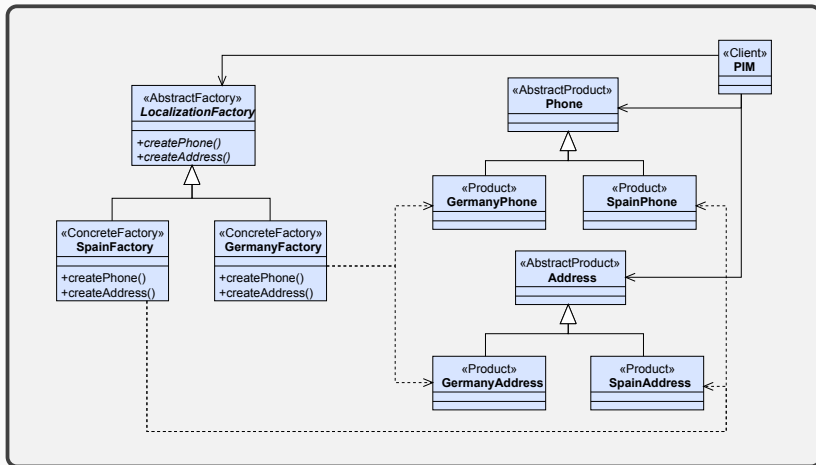 «Client»
PIM
«AbstractFactory»
LocalizationFactory
+createPhone()
+createAddress()
«AbstractProduct»
Phone
«Product»
GermanyPhone
«Product»
SpainPhone
«ConcreteFactory»
SpainFactory
+createPhone()
+createAddress()
«ConcreteFactory»
GermanyFactory
+createPhone()
+createAddress()
«AbstractProduct»
Address
«Product»
GermanyAddress
«Product»
SpainAddress